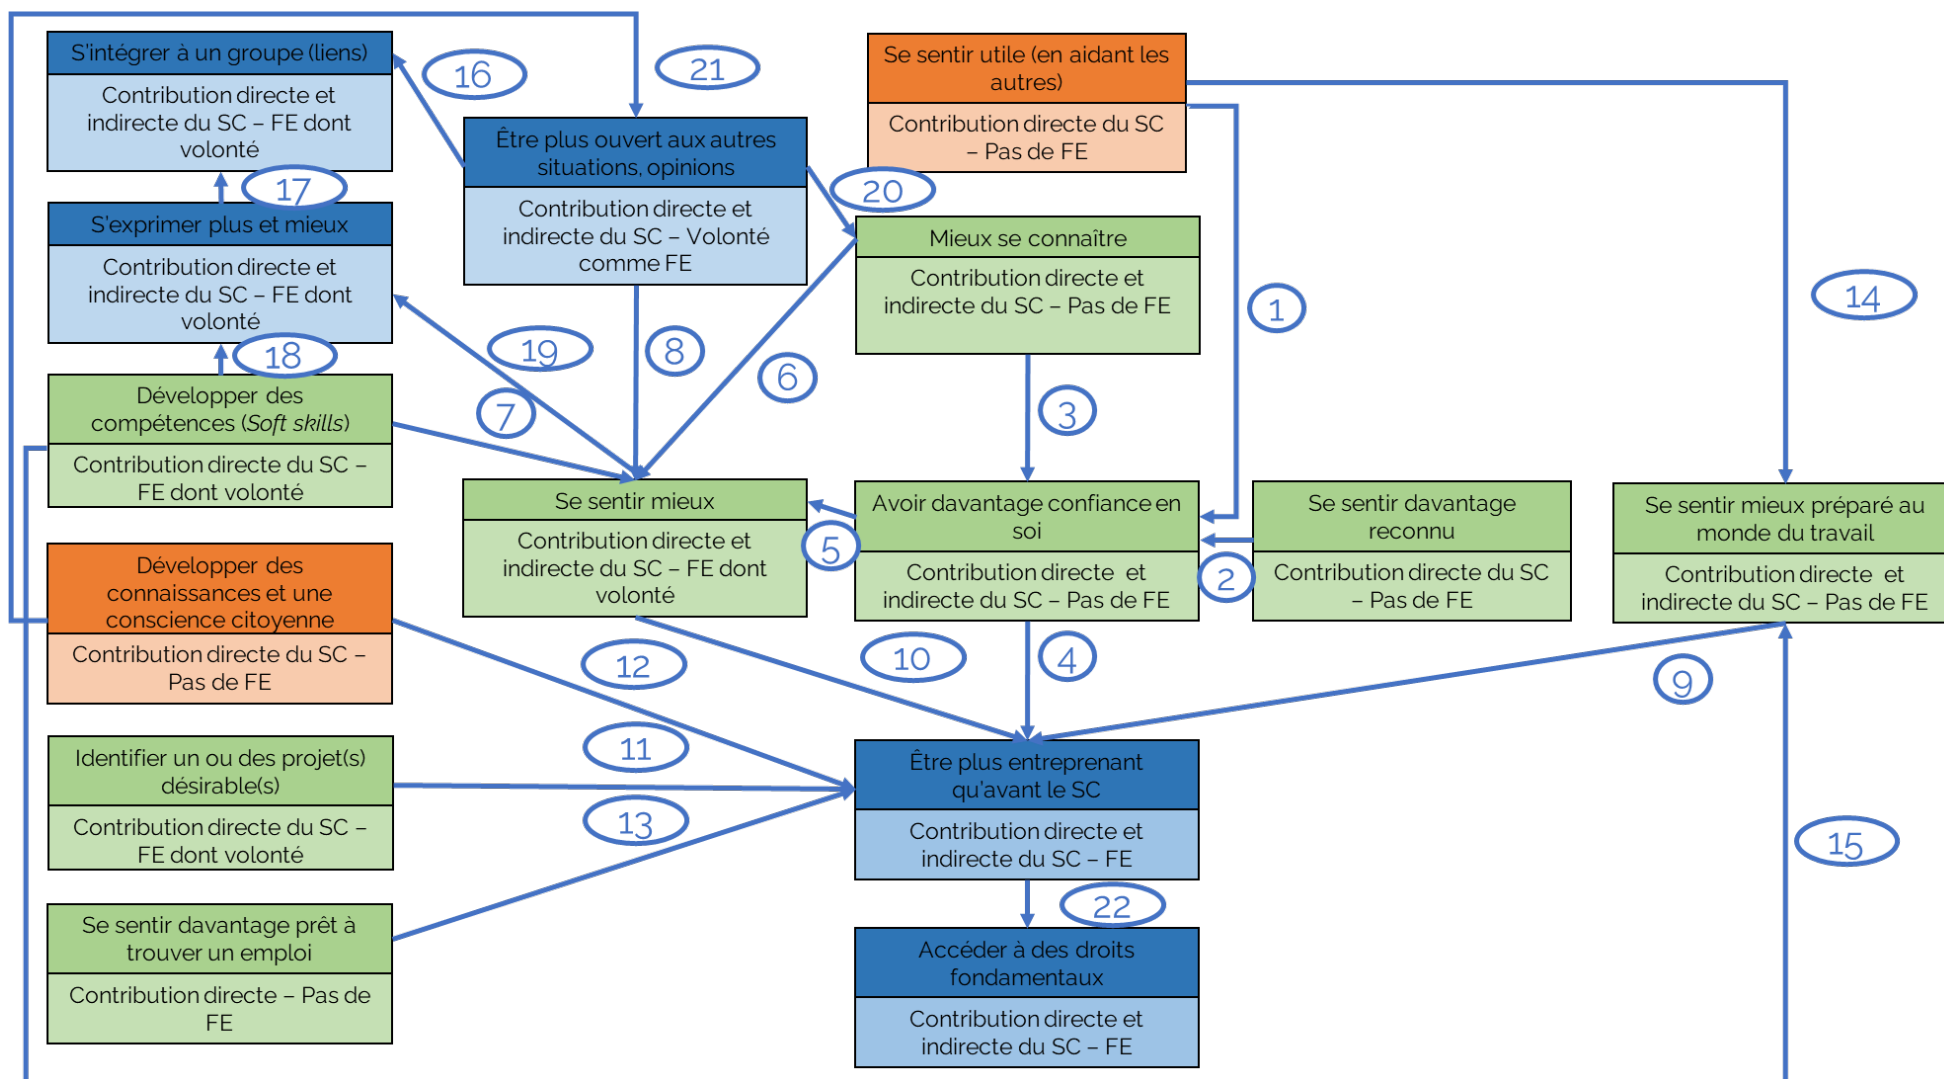 S'intégrer à un groupe (liens)
Contribution directe et
indirecte du SC – FE dont
volonté
16
21
Se sentir utile (en aidant les
autres)
Contribution directe du SC
– Pas de FE
Être plus ouvert aux autres
situations, opinions
Contribution directe et
indirecte du SC – Volonté
comme FE
17
20
S'exprimer plus et mieux
Contribution directe et
indirecte du SC – FE dont
volonté
Mieux se connaître
Contribution directe et
indirecte du SC – Pas de FE
1
14
18
19
8
6
7
3
Développer des
compétences (Soft skills)
Contribution directe du SC –
FE dont volonté
Se sentir mieux
Contribution directe et
indirecte du SC – FE dont
volonté
5
Avoir davantage confiance en
soi
Contribution directe et
indirecte du SC – Pas de FE
2
Se sentir davantage
reconnu
Contribution directe du SC
– Pas de FE
Se sentir mieux préparé au
monde du travail
Contribution directe et
indirecte du SC – Pas de FE
Développer des
connaissances et une
conscience citoyenne
Contribution directe du SC –
Pas de FE
12
10
4
9
11
13
Identifier un ou des projet(s)
désirable(s)
Contribution directe du SC –
FE dont volonté
Être plus entreprenant
qu'avant le SC
Contribution directe et
indirecte du SC – FE
15
22
Se sentir davantage prêt à
trouver un emploi
Contribution directe – Pas de
FE
Accéder à des droits
fondamentaux
Contribution directe et
indirecte du SC – FE